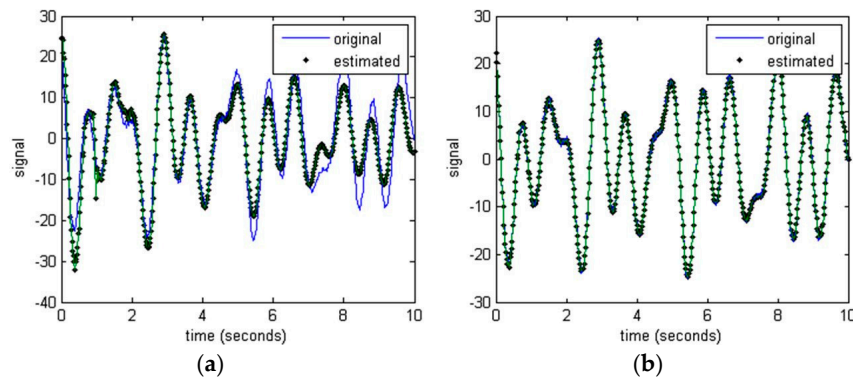 30
20
10
0
-10
-20
-30
-40
signal
original
estimated
0 2 4 6 8 10
time (seconds)
(a)
30
20
10
0
-10
-20
-30
signal
original
estimated
0 2 4 6 8 10
time (seconds)
(b)